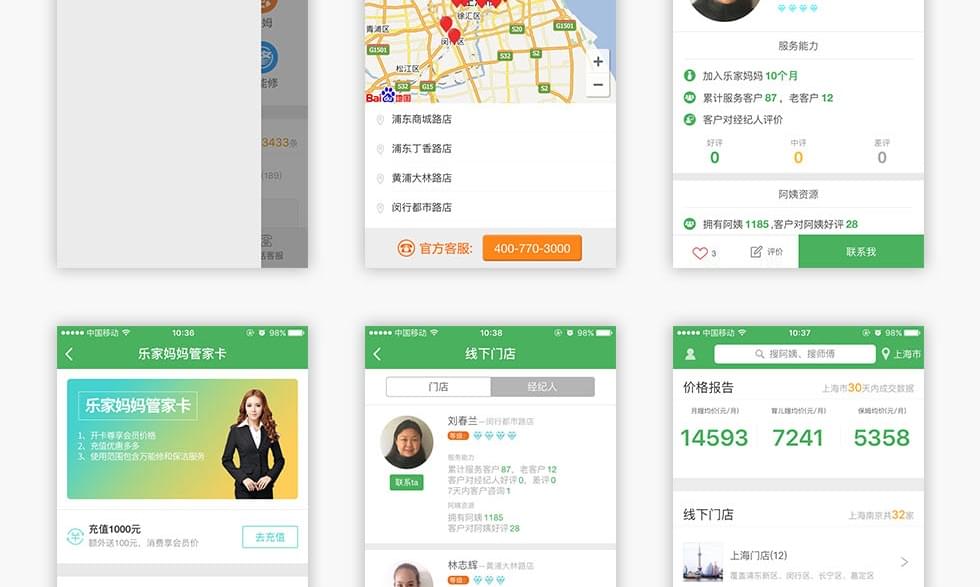 姆
能修
3433条
(189)
活客服
青浦区
G1501
松江区
S32
G15
徐汇区
闵行区
S20
G1501
S32
S2
S2
Bai地图
浦东商城路店
浦东丁香路店
黄浦大林路店
闵行都市路店
官方客服:
400-770-3000
服务能力
加入乐家妈妈 10个月
累计服务客户 87 ，老客户 12
客户对经纪人评价
好评
中评
差评
0
0
0
阿姨资源
拥有阿姨 1185 ,客户对阿姨好评 28
3
评价
联系我
中国移动
10:36
98%
乐家妈妈管家卡
乐家妈妈管家卡
1、开卡尊享会员价格
2、充值优惠多多
3、使用范围包含万能修和保洁服务
充值1000元
额外送100元，消费享会员价
去充值
中国移动
10:38
98%
线下门店
门店
经纪人
刘春兰—闵行都市路店
等级：
服务能力
累计服务客户 87，老客户 12
客户对经纪人好评 0，差评 0
7天内客户咨询 1
阿姨资源
拥有阿姨 1185
客户对阿姨好评 28
联系ta
林志辉—黄浦大林路店
等级：
中国移动
10:37
98%
搜阿姨、搜师傅
上海市
价格报告
上海市30天内成交数据
月嫂均价(元/月)
育儿嫂均价(元/月)
保姆均价(元/月)
14593
7241
5358
线下门店
上海南京共32家
上海门店(12)
覆盖浦东新区、闵行区、长宁区、嘉定区